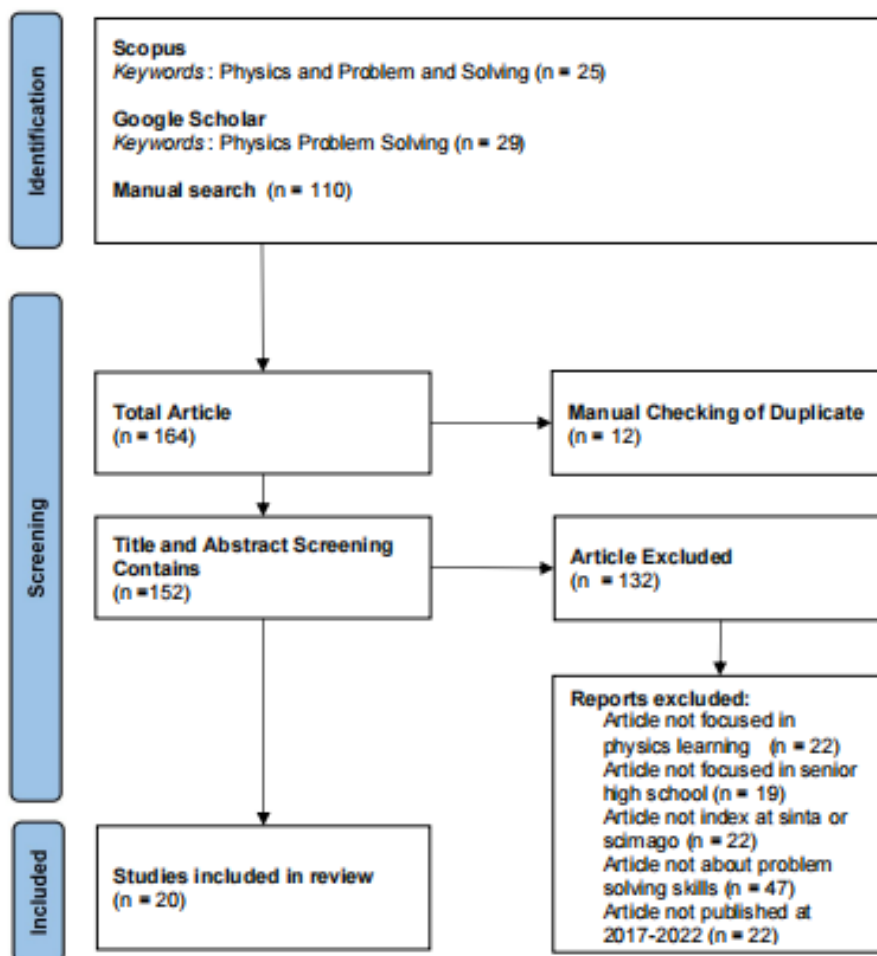 Identification
Scopus
Keywords: Physics and Problem and Solving (n = 25)
Google Scholar
Keywords: Physics Problem Solving (n = 29)
Manual search (n = 110)
Screening
Total Article
(n = 164)
Manual Checking of Duplicate
(n = 12)
Title and Abstract Screening
Contains
(n =152)
Article Excluded
(n = 132)
Reports excluded:
Article not focused in
physics learning (n = 22)
Article not focused in senior
high school (n = 19)
Article not index at sinta or
scimago (n = 22)
Article not about problem
solving skills (n = 47)
Article not published at
2017-2022 (n = 22)
Included
Studies included in review
(n = 20)